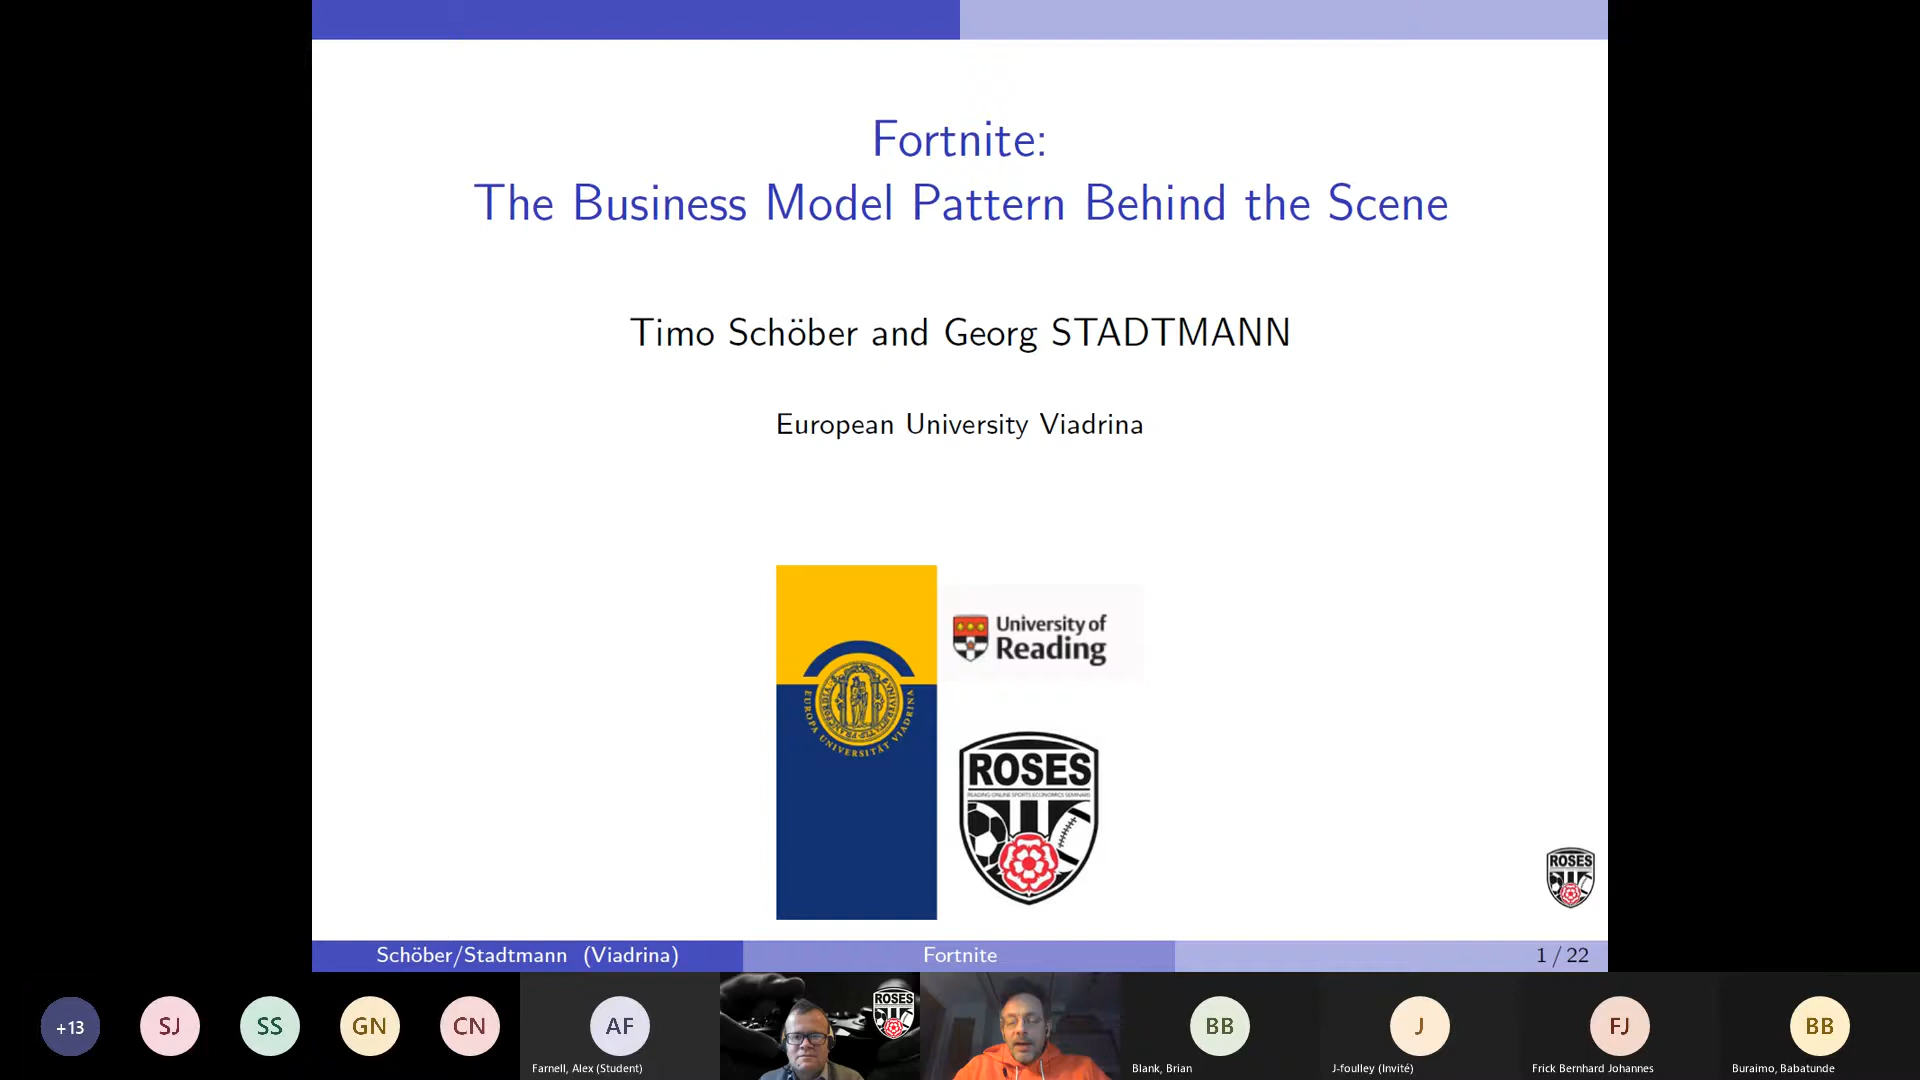 Fortnite:
The Business Model Pattern Behind the Scene
Timo Schöber and Georg STADTMANN
European University Viadrina
EUROPA UNIVERSITÄT VIADRINA
University of
Reading
ROSES
READING ONLINE SPORTS ECONOMICS SEMINARS
ROSES
Schöber/Stadtmann (Viadrina)
Fortnite
1 / 22
+13
SJ
SS
GN
CN
AF
Farnell, Alex (Student)
ROSES
BB
Blank, Brian
J
J-foulley (Invité)
FJ
Frick Bernhard Johannes
BB
Buraimo, Babatunde